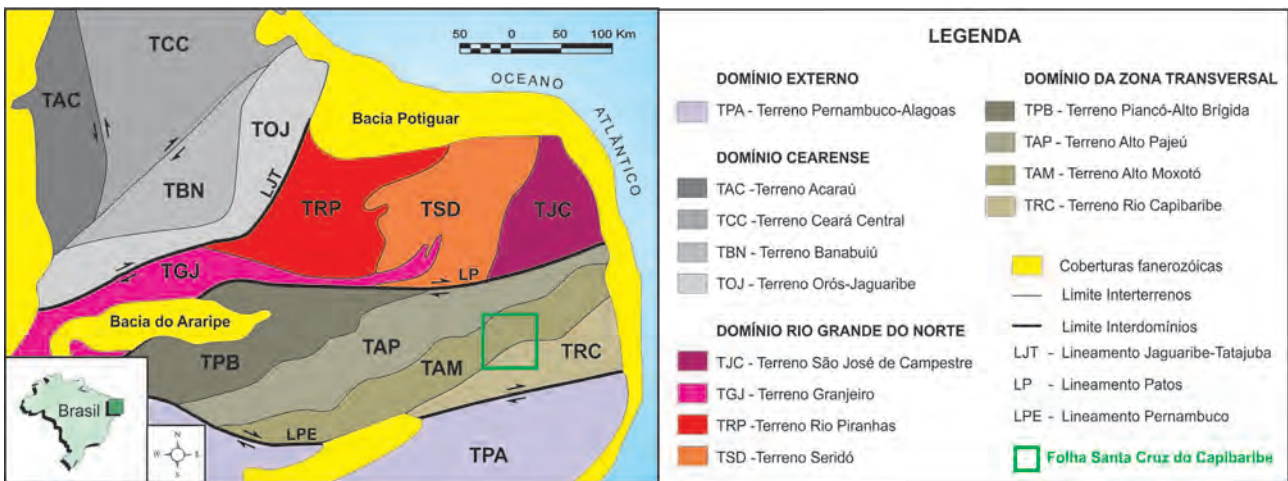 TCC
50 0 50 100 Km
OCEANO
ATLÂNTICO
TAC
Bacia Potiguar
TOJ
LJT
TBN
TRP
TSD
TJC
TGJ
LP
Bacia do Araripe
TAP
TPB
TAM
TRC
Brasil
N
W
L
S
LPE
TPA
LEGENDA
DOMÍNIO EXTERNO
TPA - Terreno Pernambuco-Alagoas
DOMÍNIO CEARENSE
TAC -Terreno Acaraú
TCC - Terreno Ceará Central
TBN - Terreno Banabuiú
TOJ - Terreno Orós-Jaguaribe
DOMÍNIO RIO GRANDE DO NORTE
TJC - Terreno São José de Campestre
TGJ - Terreno Granjeiro
TRP - Terreno Rio Piranhas
TSD -Terreno Seridó
DOMÍNIO DA ZONA TRANSVERSAL
TPB - Terreno Piancó-Alto Brígida
TAP - Terreno Alto Pajeú
TAM - Terreno Alto Moxotó
TRC - Terreno Rio Capibaribe
Coberturas fanerozóicas
Limite Interterrenos
Limite Interdomínios
LJT - Lineamento Jaguaribe-Tatajuba
LP - Lineamento Patos
LPE - Lineamento Pernambuco
Folha Santa Cruz do Capibaribe